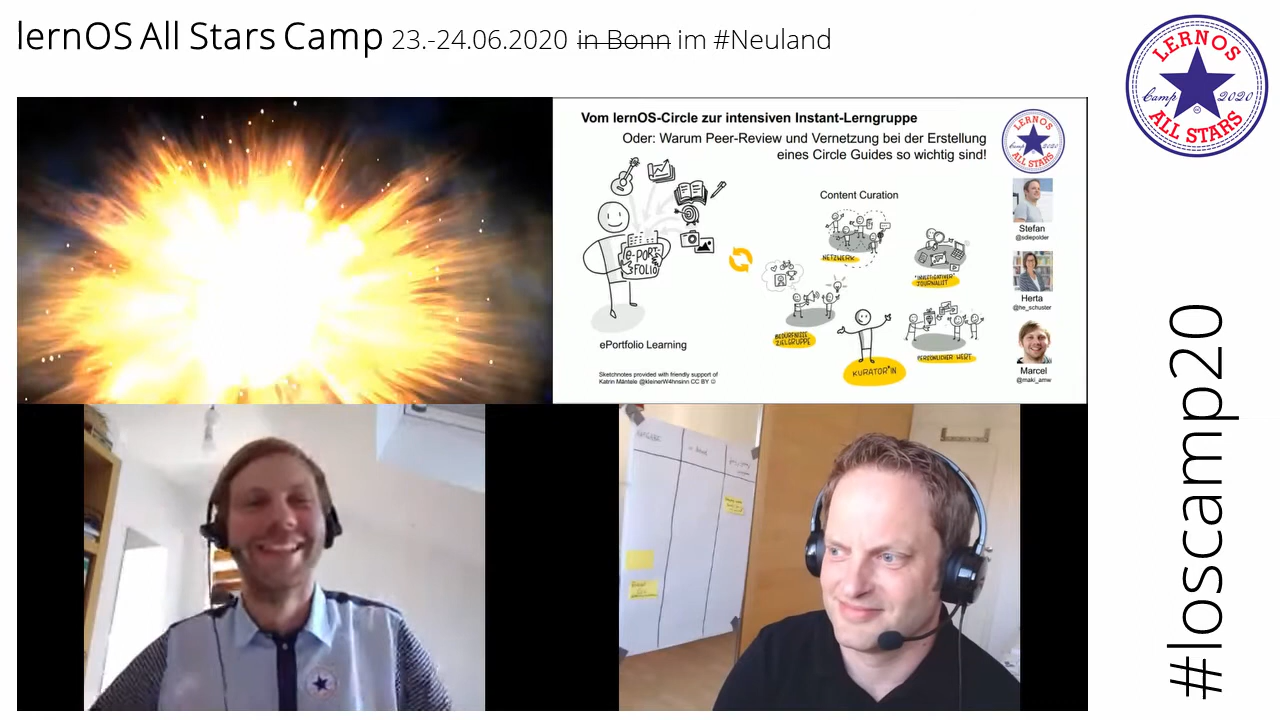 lernOS All Stars Camp 23.-24.06.2020 in Bonn im #Neuland
LERNOS
Camp 2020
ALL STARS
Vom lernOS-Circle zur intensiven Instant-Lerngruppe
Oder: Warum Peer-Review und Vernetzung bei der Erstellung
eines Circle Guides so wichtig sind!
LERNOS
Camp 2020
ALL STARS
Content Curation
e-PORT
FOLIO
NETZWERK
"INVESTIGATIVER"
JOURNALIST
BEDÜRFNISSE
ZIELGRUPPE
PERSÖNLICHER WERT
KURATOR*IN
ePortfolio Learning
Sketchnotes provided with friendly support of
Katrin Mäntele @kleinerW4hnsinn CC BY
Stefan
@sdiepolder
Herta
@he_schuster
Marcel
@maki_amw
#loscamp20